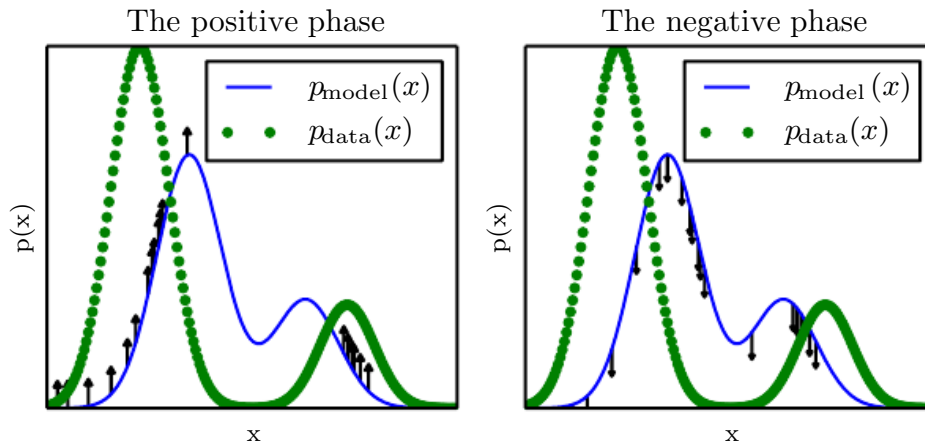 The positive phase
p(x)
p_model(x)
p_data(x)
x
The negative phase
p(x)
p_model(x)
p_data(x)
x